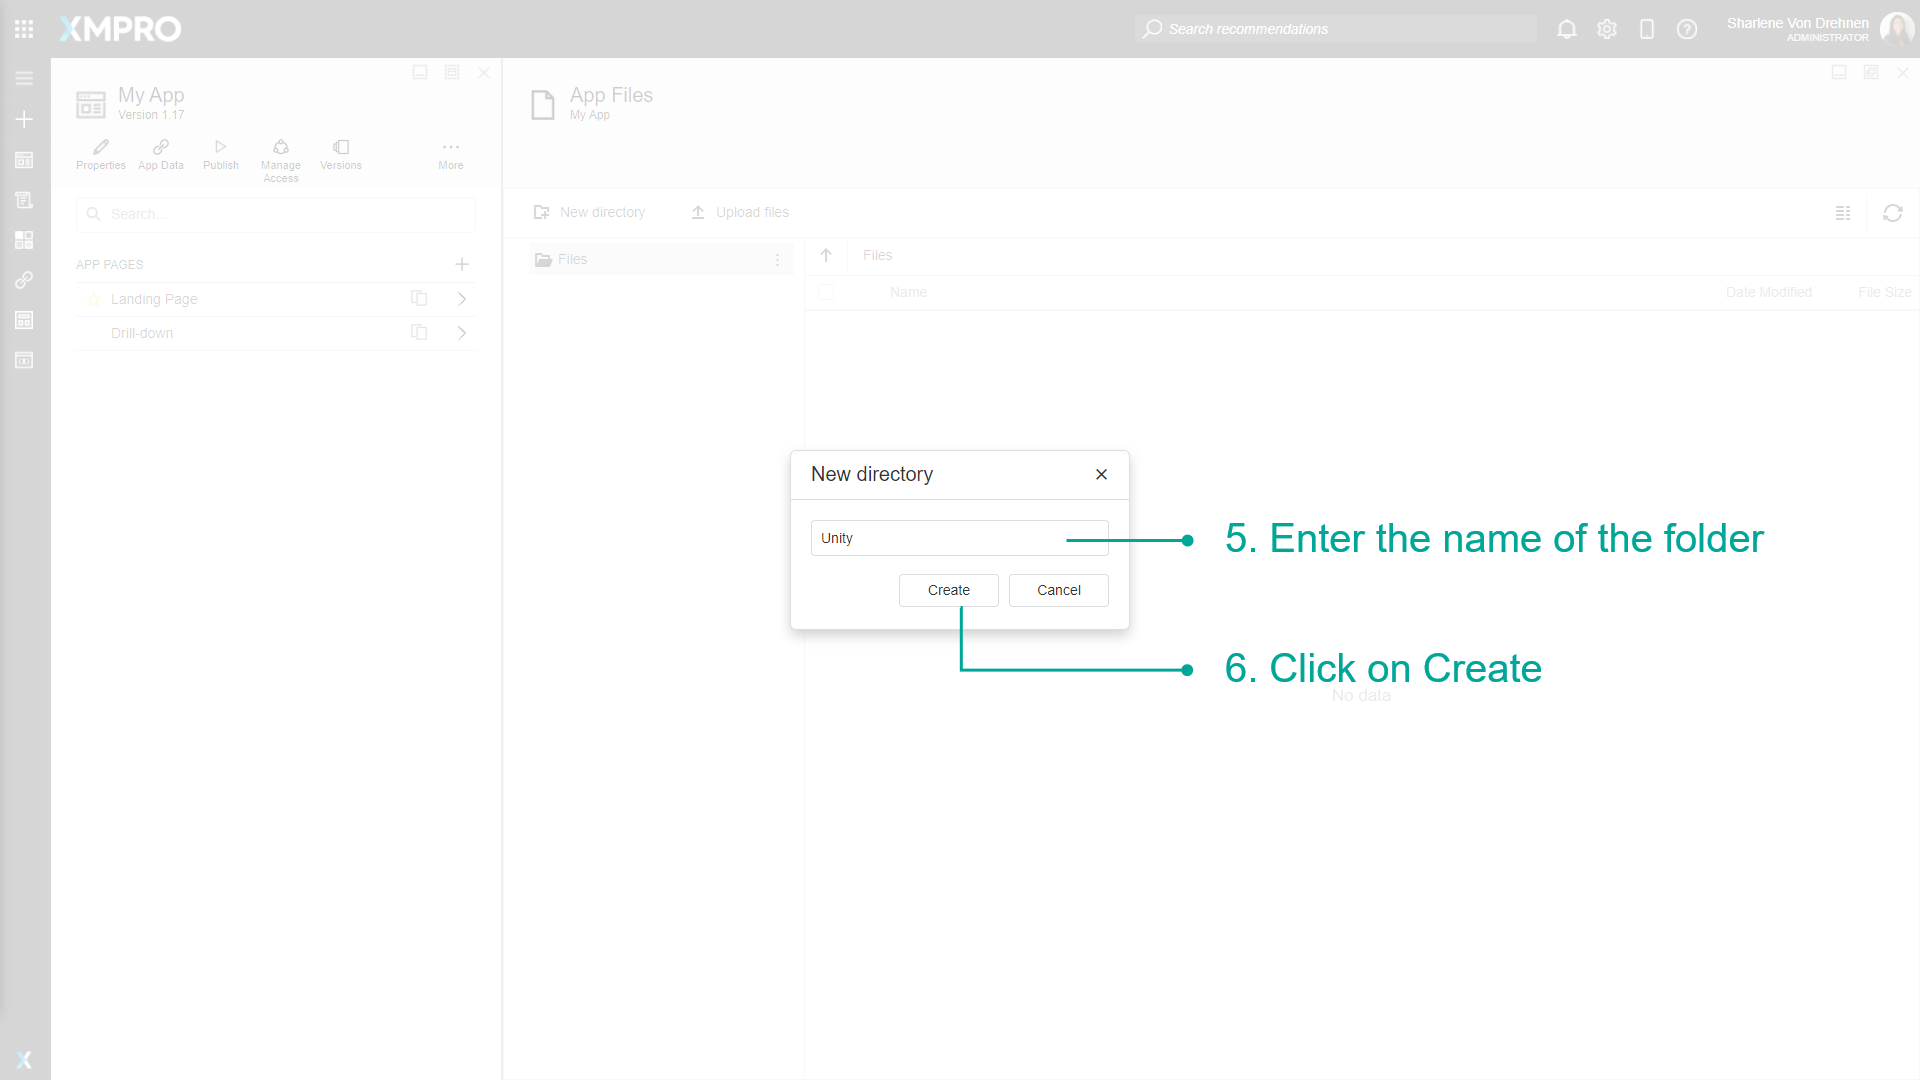 XMPRO
Search recommendations
Sharlene Von Drehnen
ADMINISTRATOR
My App
Version 1.17
Properties
App Data
Publish
Manage Access
Versions
More
Search...
APP PAGES
Landing Page
Drill-down
App Files
My App
New directory
Upload files
Files
Files
Name
Date Modified
File Size
New directory
Unity
Create
Cancel
5. Enter the name of the folder
6. Click on Create
No data
X